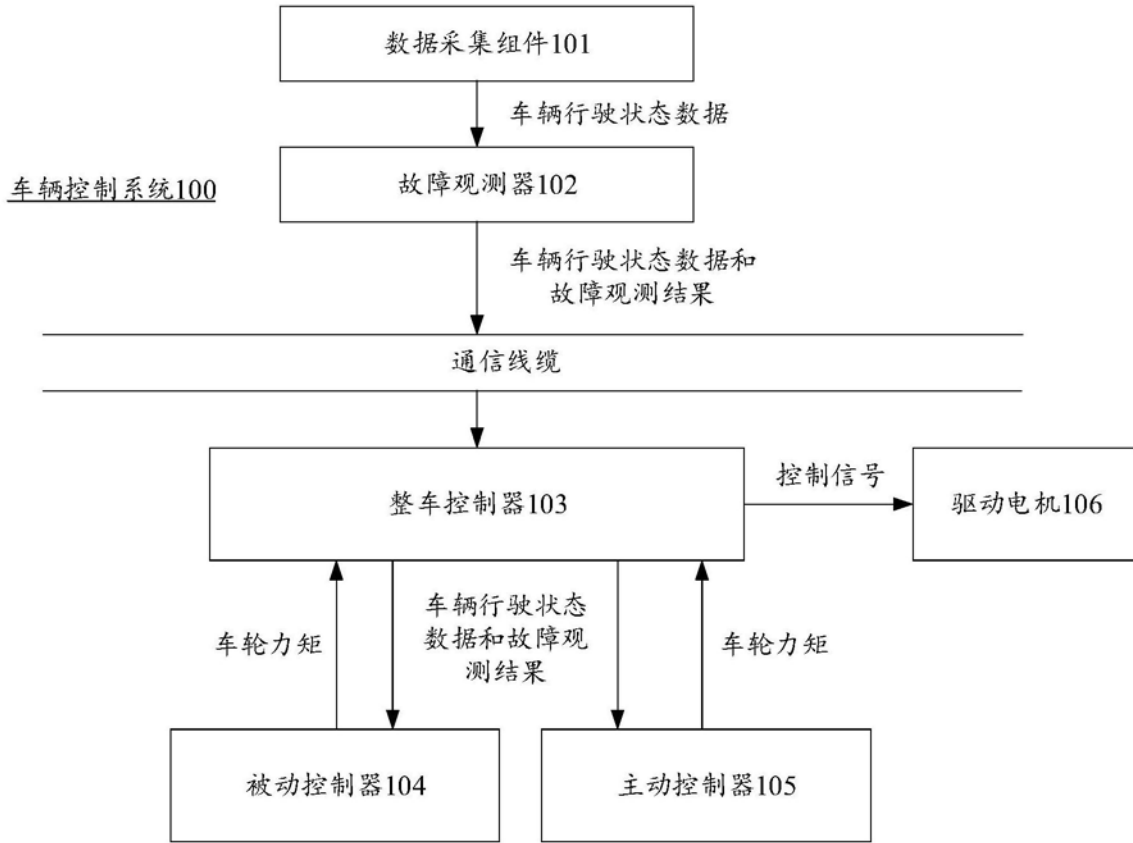 数据采集组件101
车辆行驶状态数据
车辆控制系统100
故障观测器102
车辆行驶状态数据和
故障观测结果
通信线缆
整车控制器103
控制信号
驱动电机106
车轮力矩
车辆行驶状态
数据和故障观
测结果
车轮力矩
被动控制器104
主动控制器105